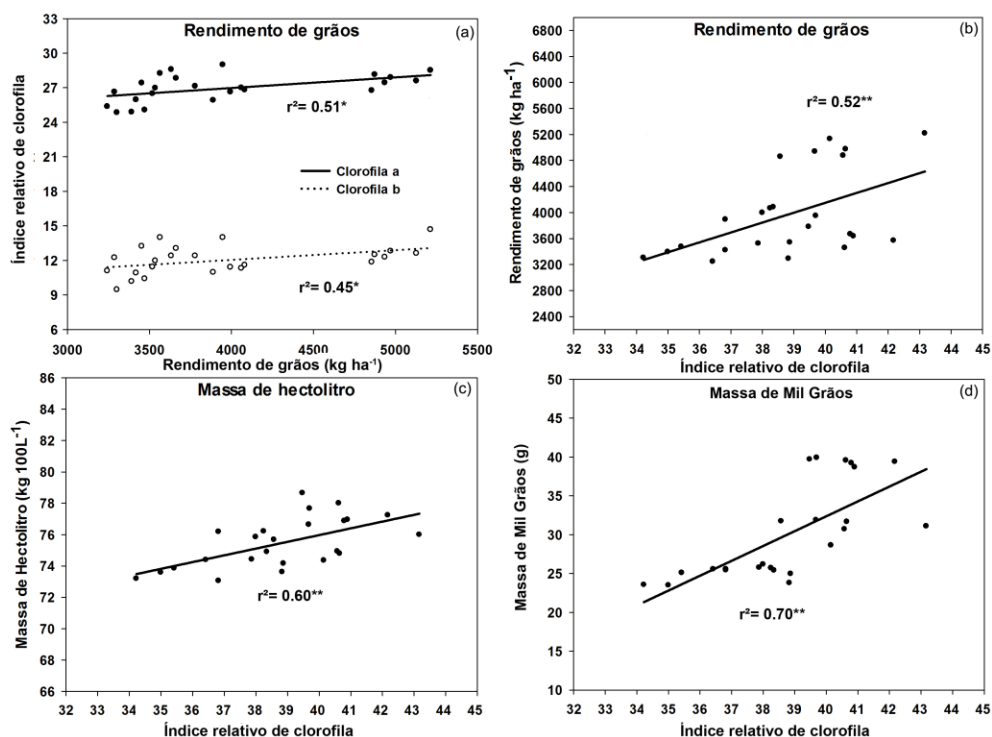 Rendimento de grãos
(a)
33
30
27
24
21
18
15
12
9
6
Índice relativo de clorofila
r²= 0.51*
Clorofila a
Clorofila b
r²= 0.45*
3000 3500 4000 4500 5000 5500
Rendimento de grãos (kg ha⁻¹)
Rendimento de grãos
(b)
6800
6000
5200
4400
3600
2800
2200
Rendimento de grãos (kg ha⁻¹)
r²= 0.52**
32 33 34 35 36 37 38 39 40 41 42 43 44 45
Índice relativo de clorofila
Massa de hectolitro
(c)
86
84
82
80
78
76
74
72
70
68
66
Massa de Hectolitro (kg 100L⁻¹)
r²= 0.60**
32 33 34 35 36 37 38 39 40 41 42 43 44 45
Índice relativo de clorofila
Massa de Mil Grãos
(d)
50
45
40
35
30
25
20
15
10
Massa de Mil Grãos (g)
r²= 0.70**
32 33 34 35 36 37 38 39 40 41 42 43 44 45
Índice relativo de clorofila